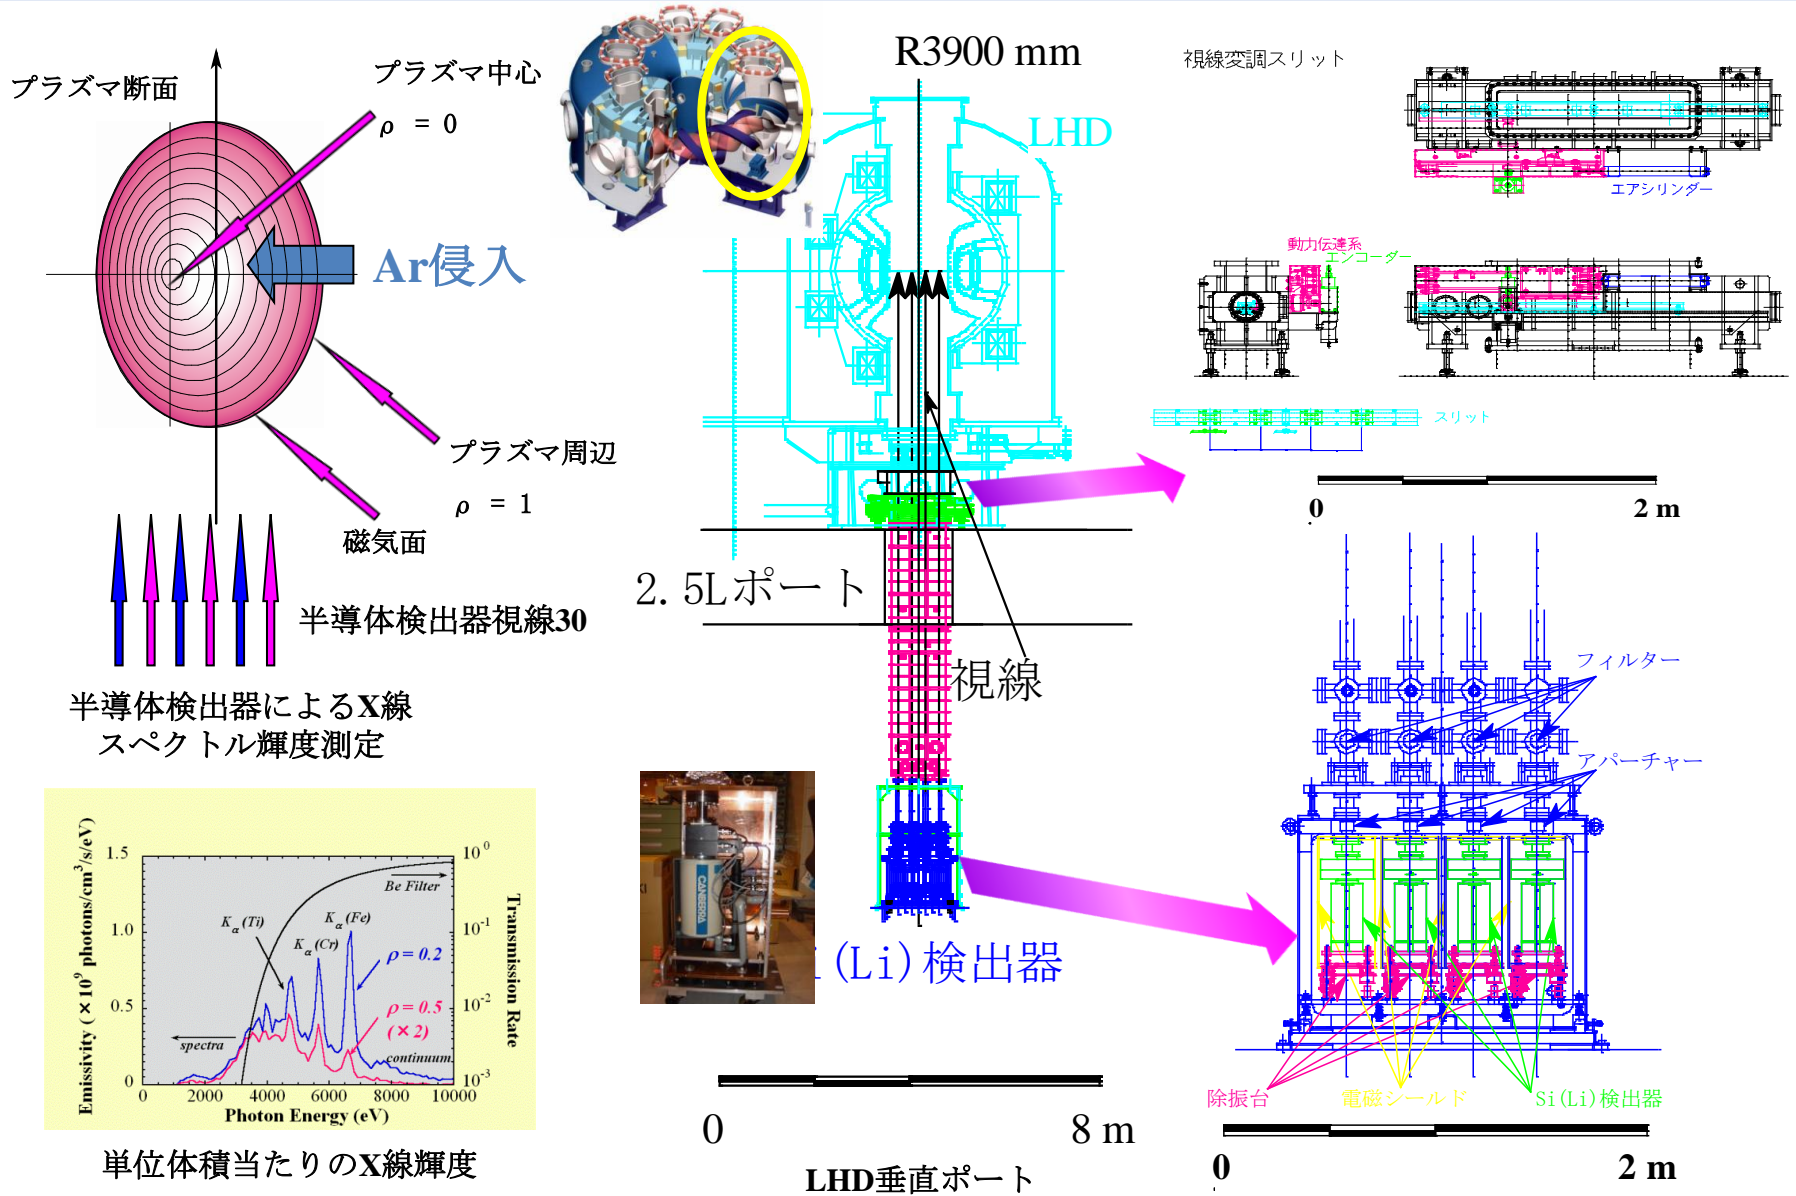 プラズマ断面
プラズマ中心
ρ = 0
Ar侵入
プラズマ周辺
ρ = 1
磁気面
半導体検出器視線30
半導体検出器によるX線
スペクトル輝度測定
Emissivity (×10⁹ photons/cm³/s/eV)
1.5
1.0
0.5
0
10⁰
10⁻¹
10⁻²
10⁻³
Transmission Rate
Be Filter
Kα(Ti)
Kα(Cr)
Kα(Fe)
ρ = 0.2
ρ = 0.5
(×2)
spectra
continuum
0 2000 4000 6000 8000 10000
Photon Energy (eV)
単位体積当たりのX線輝度
R3900 mm
LHD
2.5Lポート
視線
CANBERRA
(Li)検出器
0 8 m
LHD垂直ポート
視線変調スリット
エアシリンダー
動力伝達系
エンコーダー
スリット
0 2 m
フィルター
アパーチャー
除振台
電磁シールド
Si(Li)検出器
0 2 m